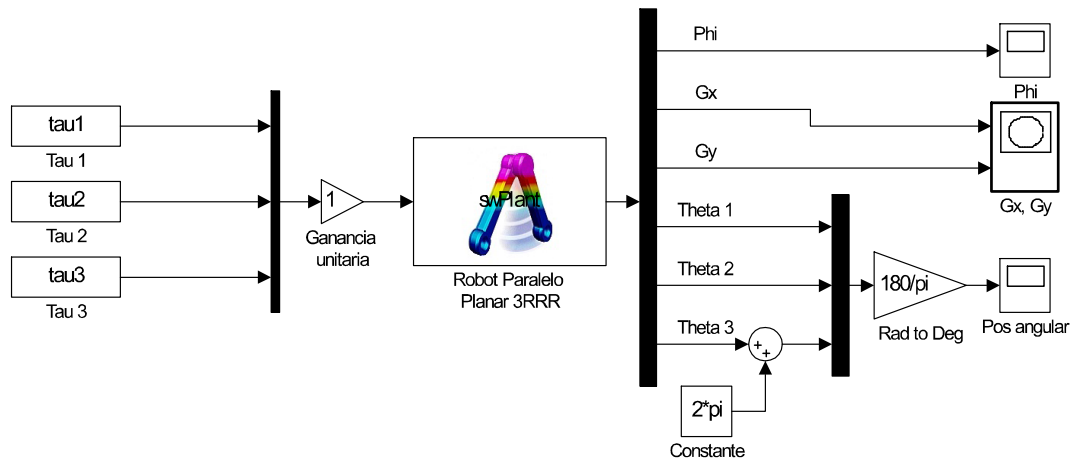 tau1
Tau 1
tau2
Tau 2
tau3
Tau 3
1
Ganancia
unitaria
swPlant
Robot Paralelo
Planar 3RRR
Phi
Gx
Gy
Theta 1
Theta 2
Theta 3
+
+
2*pi
Constante
180/pi
Rad to Deg
Phi
Gx, Gy
Pos angular